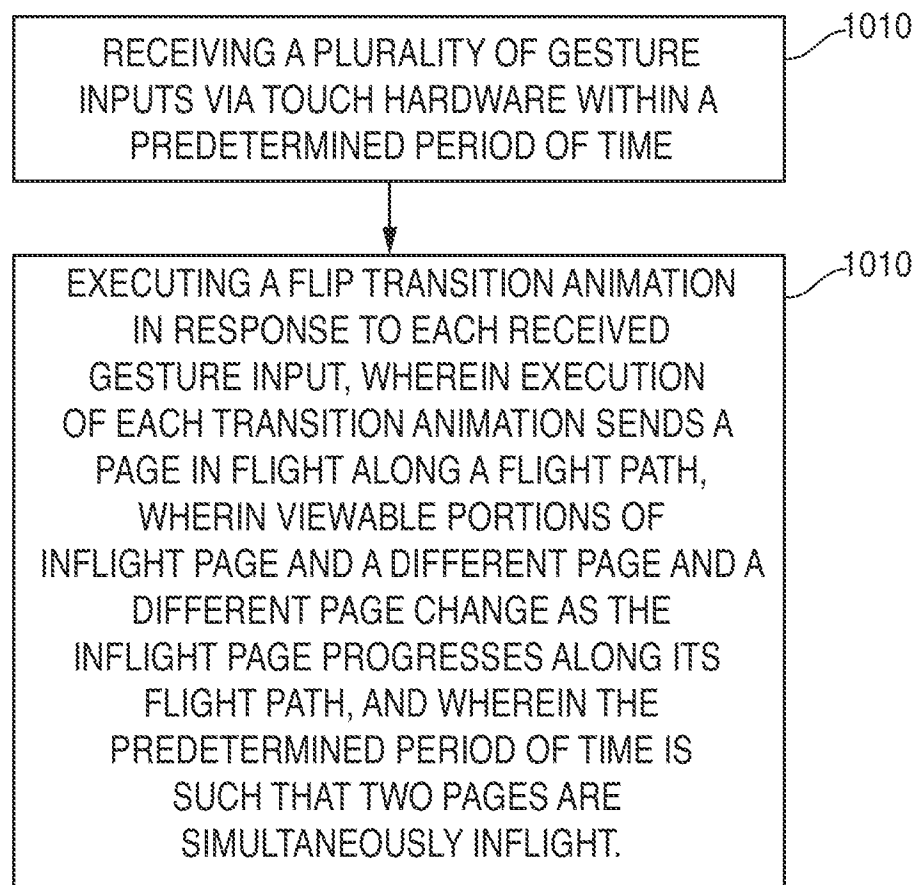 RECEIVING A PLURALITY OF GESTURE
INPUTS VIA TOUCH HARDWARE WITHIN A
PREDETERMINED PERIOD OF TIME
1010
EXECUTING A FLIP TRANSITION ANIMATION
IN RESPONSE TO EACH RECEIVED
GESTURE INPUT, WHEREIN EXECUTION
OF EACH TRANSITION ANIMATION SENDS A
PAGE IN FLIGHT ALONG A FLIGHT PATH,
WHERIN VIEWABLE PORTIONS OF
INFLIGHT PAGE AND A DIFFERENT PAGE AND A
DIFFERENT PAGE CHANGE AS THE
INFLIGHT PAGE PROGRESSES ALONG ITS
FLIGHT PATH, AND WHEREIN THE
PREDETERMINED PERIOD OF TIME IS
SUCH THAT TWO PAGES ARE
SIMULTANEOUSLY INFLIGHT.
1010